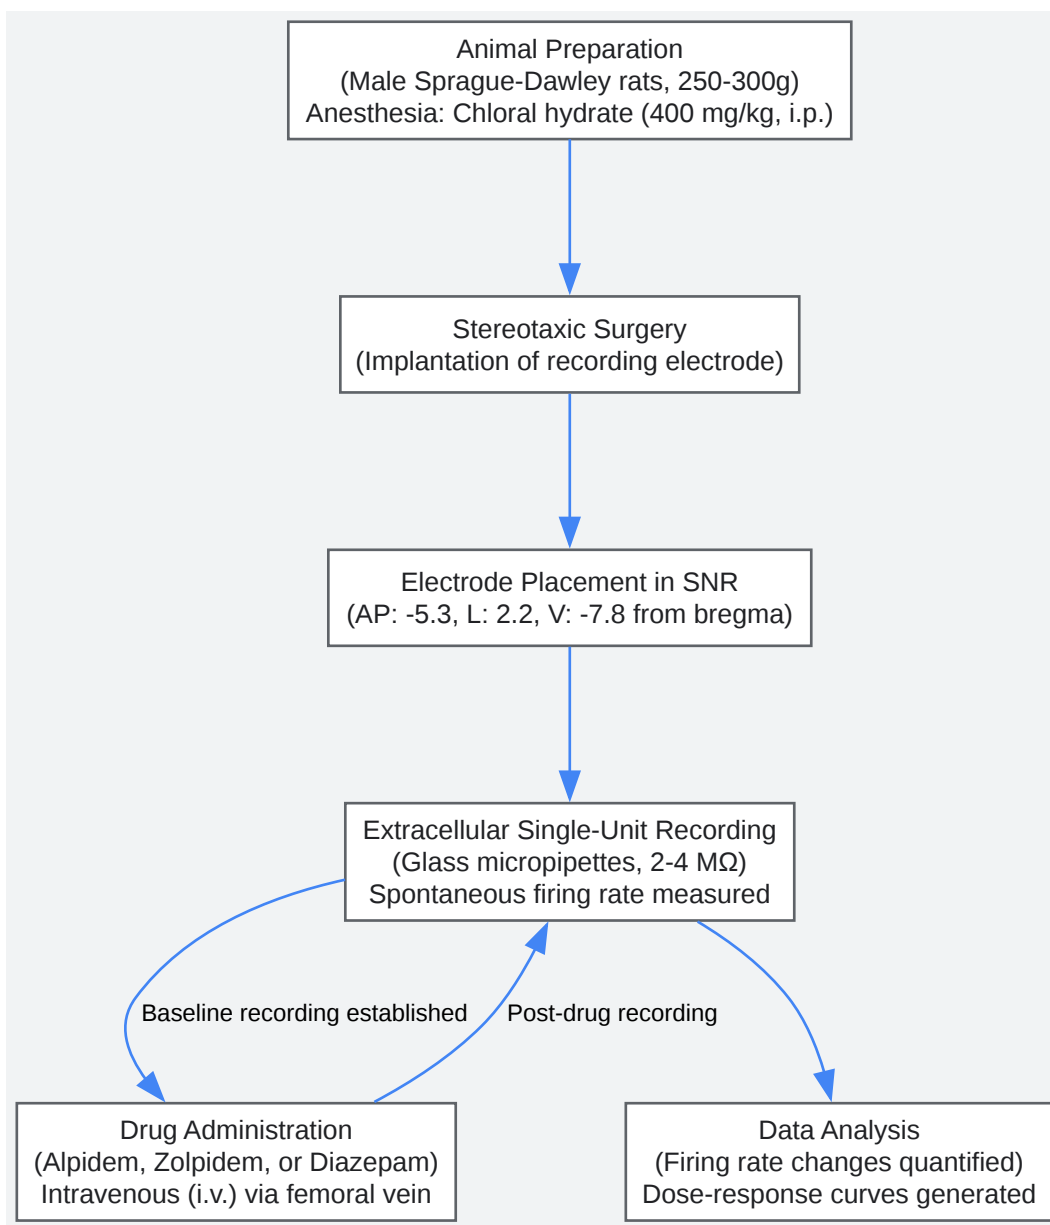 Animal Preparation
(Male Sprague-Dawley rats, 250-300g)
Anesthesia: Chloral hydrate (400 mg/kg, i.p.)
Stereotaxic Surgery
(Implantation of recording electrode)
Electrode Placement in SNR
(AP: -5.3, L: 2.2, V: -7.8 from bregma)
Extracellular Single-Unit Recording
(Glass micropipettes, 2-4 MΩ)
Spontaneous firing rate measured
Baseline recording established
Post-drug recording
Drug Administration
(Alpidem, Zolpidem, or Diazepam)
Intravenous (i.v.) via femoral vein
Data Analysis
(Firing rate changes quantified)
Dose-response curves generated